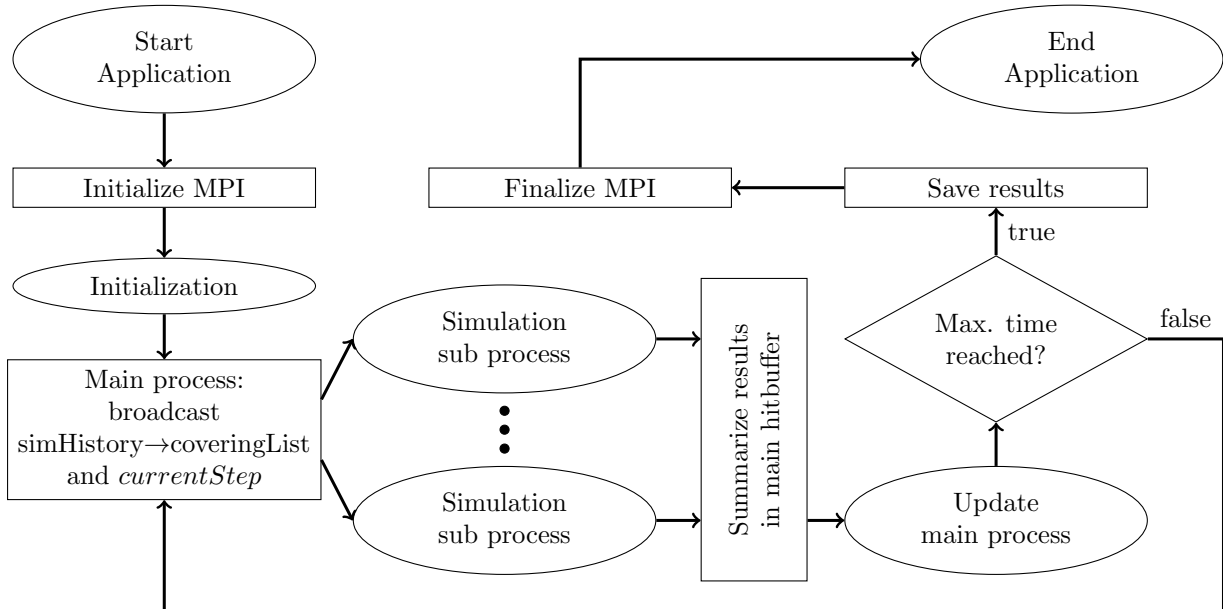 Start
Application
End
Application
Initialize MPI
Finalize MPI
Save results
true
Initialization
Simulation
sub process
Summarize results
in main hitbuffer
Max. time
reached?
false
Main process:
broadcast
simHistory→coveringList
and currentStep
Simulation
sub process
Update
main process